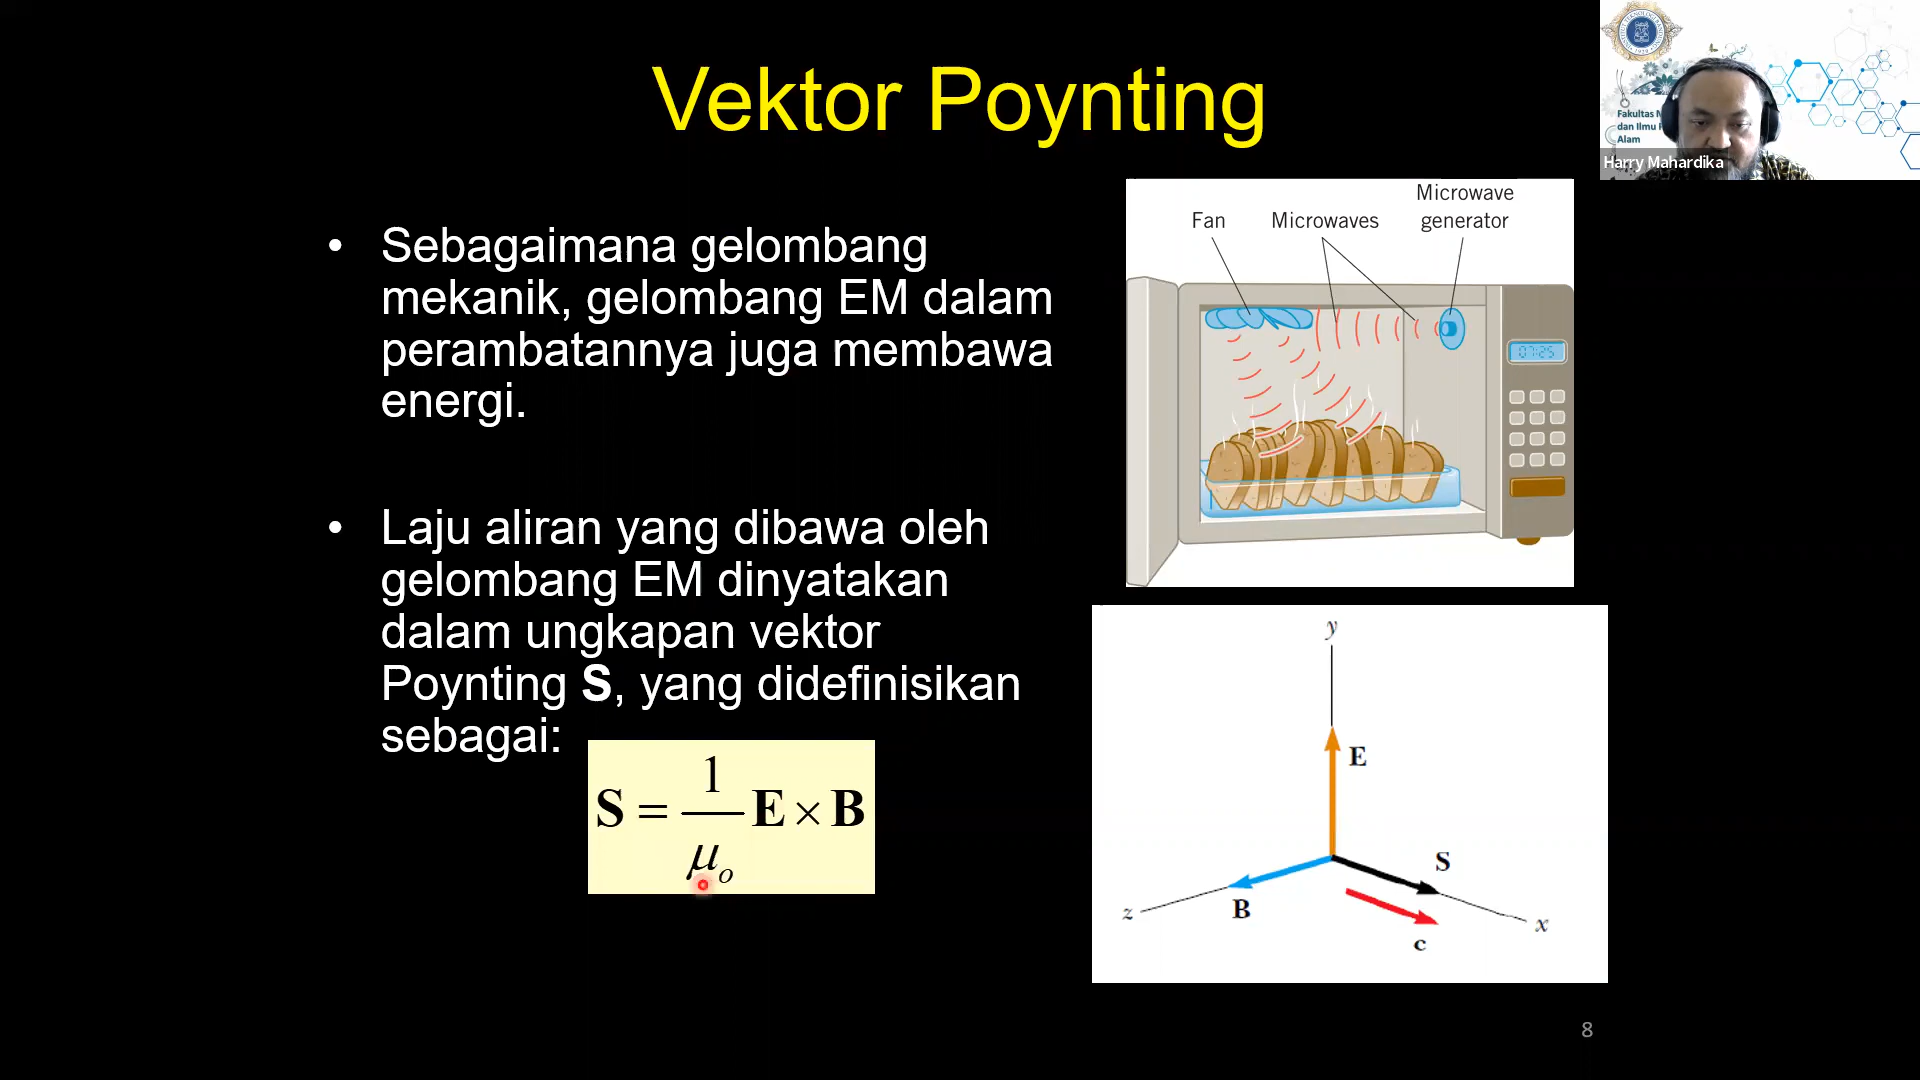 Vektor Poynting
• Sebagaimana gelombang
mekanik, gelombang EM dalam
perambatannya juga membawa
energi.
• Laju aliran yang dibawa oleh
gelombang EM dinyatakan
dalam ungkapan vektor
Poynting S, yang didefinisikan
sebagai:
S = 1/μo E × B
Fan
Microwaves
Microwave
generator
07:25
y
E
S
B
z
x
c
8
Fakultas
dan Ilmu
Alam
Harry Mahardika